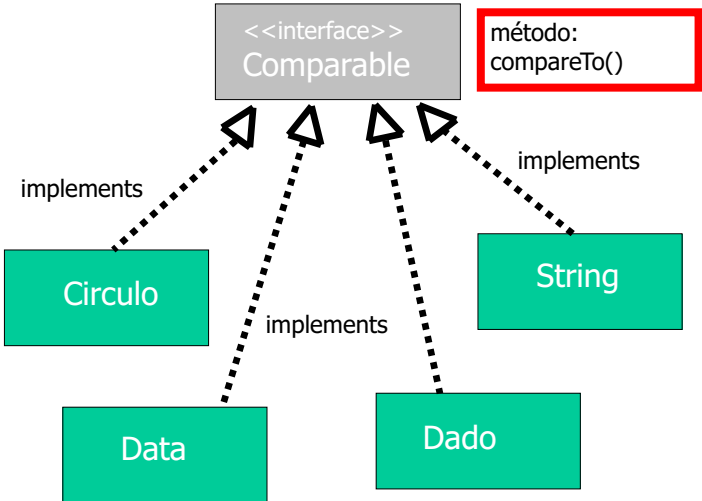 <<interface>>
Comparable
método:
compareTo()
implements
implements
Circulo
String
implements
Data
Dado